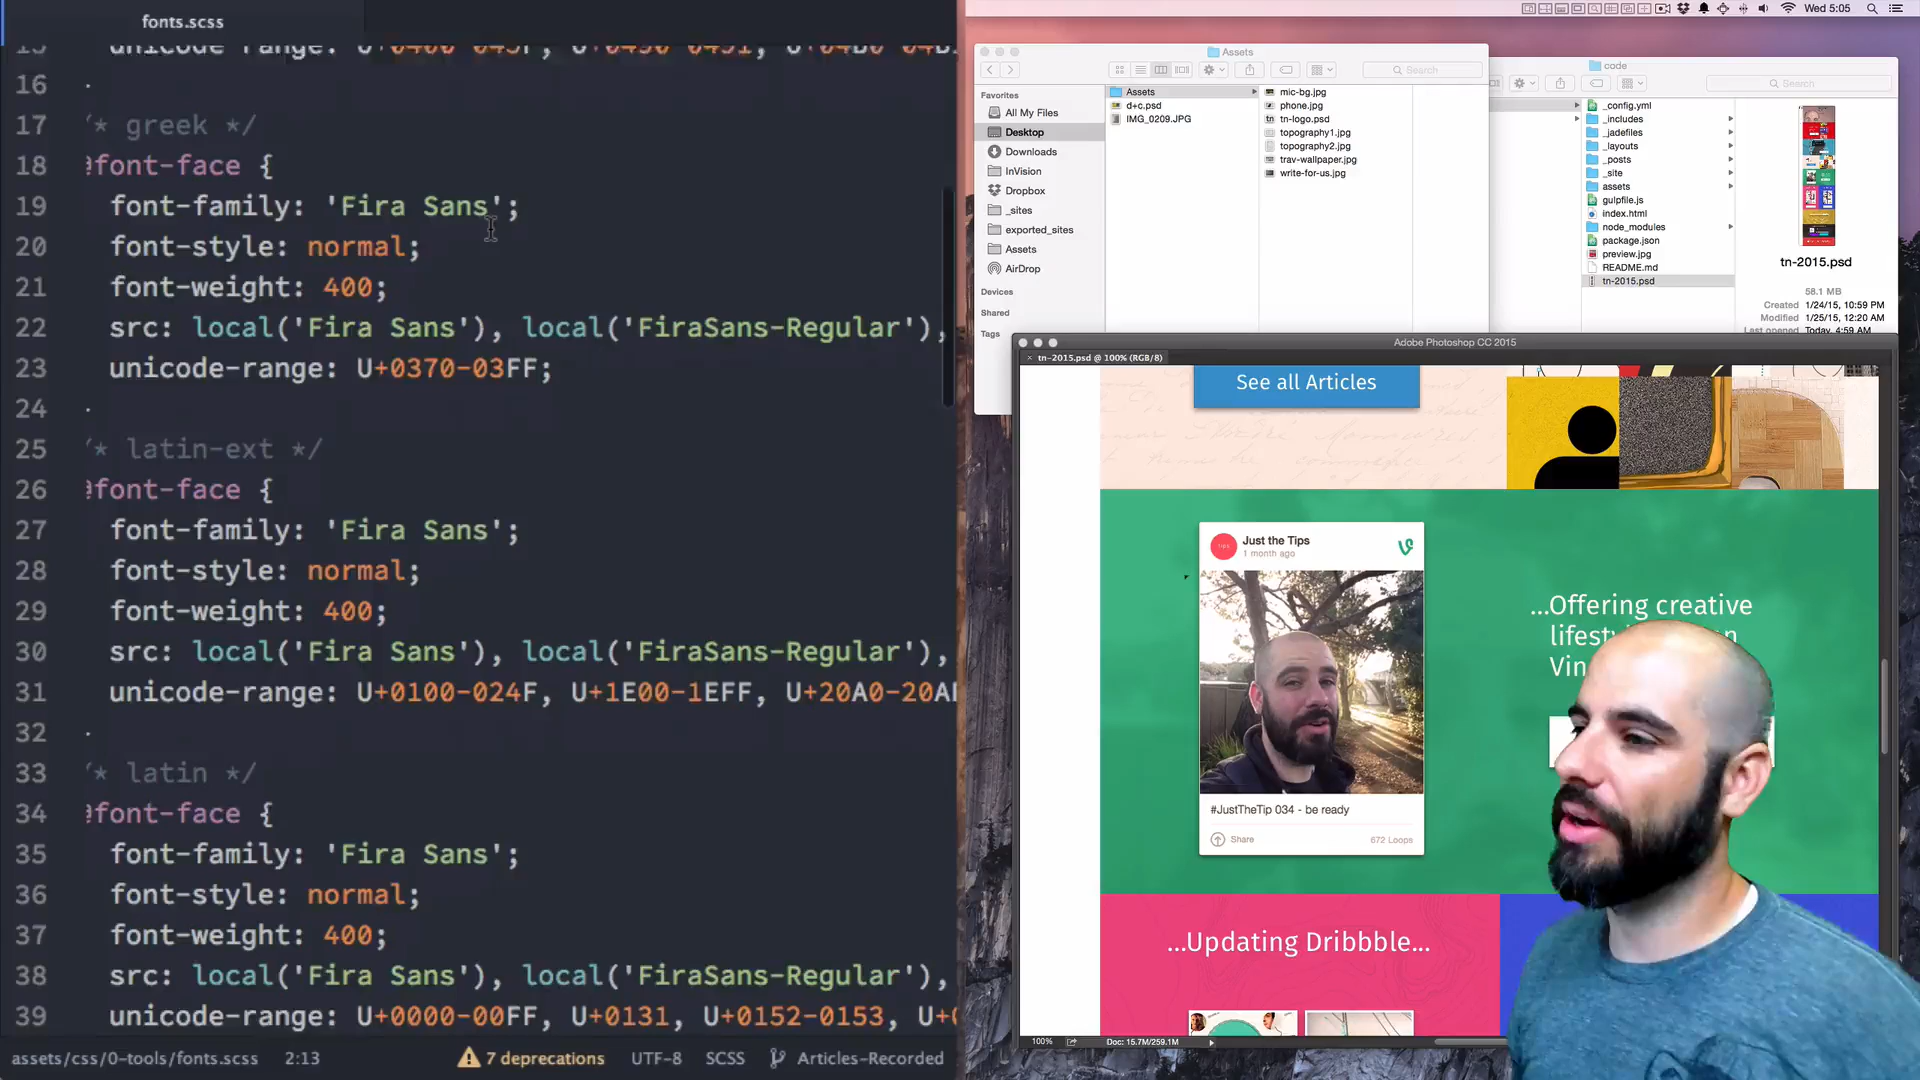 fonts.scss
16
17 /* greek */
18 @font-face {
19 font-family: 'Fira Sans';
20 font-style: normal;
21 font-weight: 400;
22 src: local('Fira Sans'), local('FiraSans-Regular'),
23 unicode-range: U+0370-03FF;
24
25 /* latin-ext */
26 @font-face {
27 font-family: 'Fira Sans';
28 font-style: normal;
29 font-weight: 400;
30 src: local('Fira Sans'), local('FiraSans-Regular'),
31 unicode-range: U+0100-024F, U+1E00-1EFF, U+20A0-20A
32
33 /* latin */
34 @font-face {
35 font-family: 'Fira Sans';
36 font-style: normal;
37 font-weight: 400;
38 src: local('Fira Sans'), local('FiraSans-Regular'),
39 unicode-range: U+0000-00FF, U+0131, U+0152-0153, U+
assets/css/0-tools/fonts.scss 2:13 7 deprecations UTF-8 SCSS Articles-Recorded
Wed 5:05
Assets
Search
Favorites
All My Files
Desktop
Downloads
InVision
Dropbox
_sites
exported_sites
Assets
AirDrop
Devices
Shared
Tags
Assets
d+c.psd
IMG_0209.JPG
mic-bg.jpg
phone.jpg
tn-logo.psd
topography1.jpg
topography2.jpg
trav-wallpaper.jpg
write-for-us.jpg
code
Search
_config.yml
_includes
_jadefiles
_layouts
_posts
_site
assets
gulpfile.js
index.html
node_modules
package.json
preview.jpg
README.md
tn-2015.psd
tn-2015.psd
58.1 MB
Created 1/24/15, 10:59 PM
Modified 1/25/15, 12:20 AM
Last opened Today, 4:59 AM
Adobe Photoshop CC 2015
tn-2015.psd @ 100% (RGB/8)
See all Articles
TIPS
Just the Tips
1 month ago
#JustTheTip 034 - be ready
Share
672 Loops
...Offering creative
...Updating Dribbble...
100%
Doc: 15.7M/259.1M